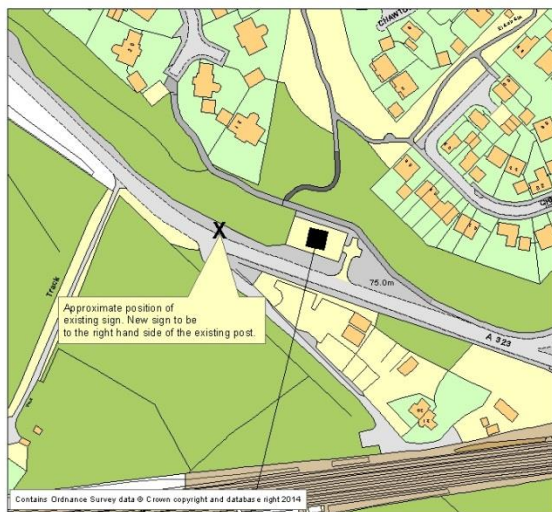 CHAWTO
X
75.0m
Track
Approximate position of
existing sign. New sign to be
to the right hand side of the existing post.
A 323
Contains Ordnance Survey data © Crown copyright and database right 2014